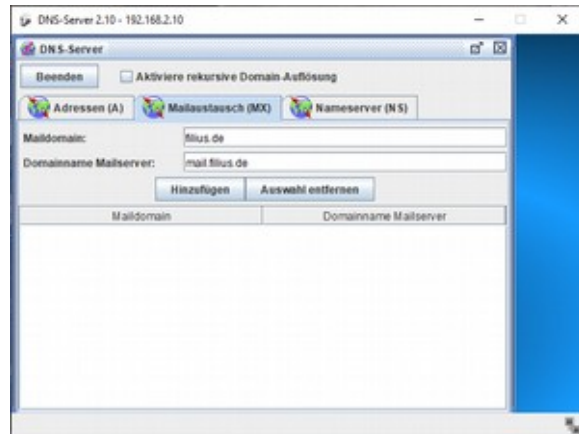 DNS-Server 2.10 - 192.168.2.10
DNS-Server
Beenden Aktiviere rekursive Domain-Auflösung
Adressen (A) Mailaustausch (MX) Nameserver (NS)
Maildomain: filius.de
Domainname Mailserver: mail.filius.de
Hinzufügen Auswahl entfernen
Maildomain Domainname Mailserver